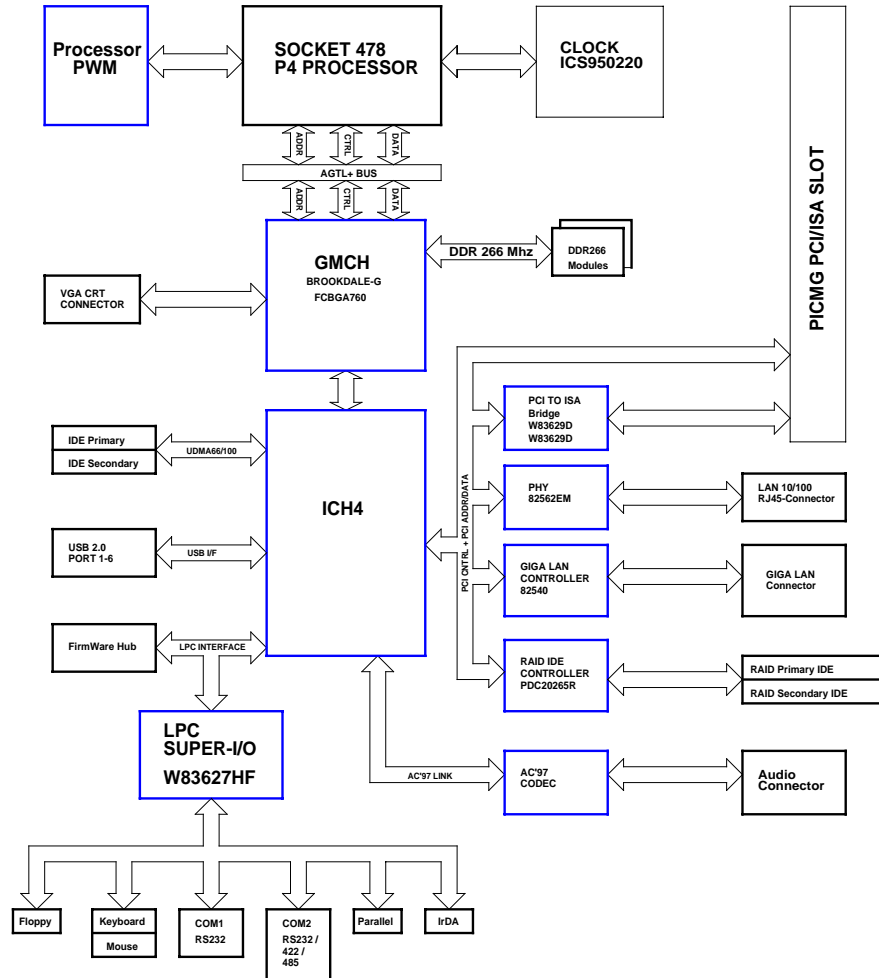 Processor
PWM
SOCKET 478
P4 PROCESSOR
CLOCK
ICS950220
ADDR
CTRL
DATA
AGTL+ BUS
ADDR
CTRL
DATA
PICMG PCI/ISA SLOT
GMCH
BROOKDALE-G
FCBGA760
DDR 266 Mhz
DDR266
Modules
VGA CRT
CONNECTOR
PCI TO ISA
Bridge
W83629D
W83629D
IDE Primary
IDE Secondary
UDMA66/100
ICH4
PCI CNTRL + PCI ADDR/DATA
PHY
82562EM
LAN 10/100
RJ45-Connector
USB 2.0
PORT 1-6
USB I/F
GIGA LAN
CONTROLLER
82540
GIGA LAN
Connector
FirmWare Hub
LPC INTERFACE
RAID IDE
CONTROLLER
PDC20265R
RAID Primary IDE
RAID Secondary IDE
LPC
SUPER-I/O
W83627HF
AC'97 LINK
AC'97
CODEC
Audio
Connector
Floppy
Keyboard
Mouse
COM1
RS232
COM2
RS232 /
422 /
485
Parallel
IrDA